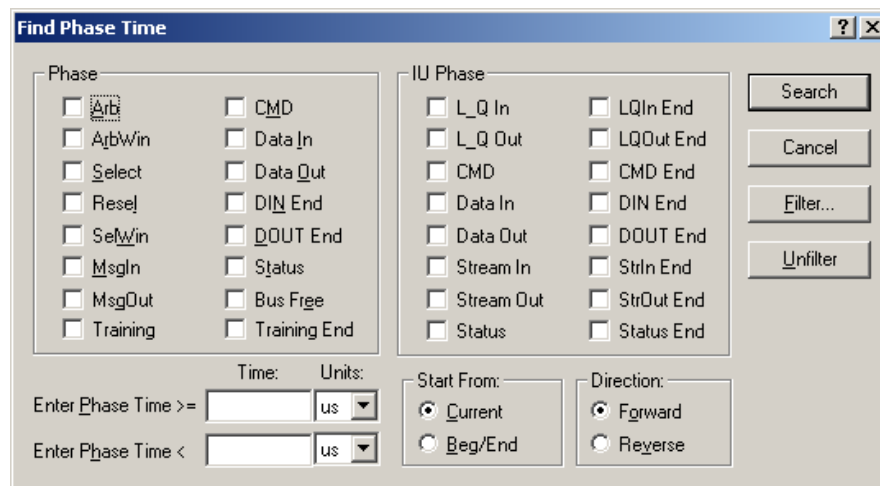 Find Phase Time
Phase
Arb
ArbWin
Select
Resel
SelWin
MsgIn
MsgOut
Training
CMD
Data In
Data Out
DIN End
DOUT End
Status
Bus Free
Training End
IU Phase
L_Q In
L_Q Out
CMD
Data In
Data Out
Stream In
Stream Out
Status
LQIn End
LQOut End
CMD End
DIN End
DOUT End
StrIn End
StrOut End
Status End
Search
Cancel
Filter...
Unfilter
Time: Units:
Enter Phase Time >= us
Enter Phase Time < us
Start From:
Current
Beg/End
Direction:
Forward
Reverse